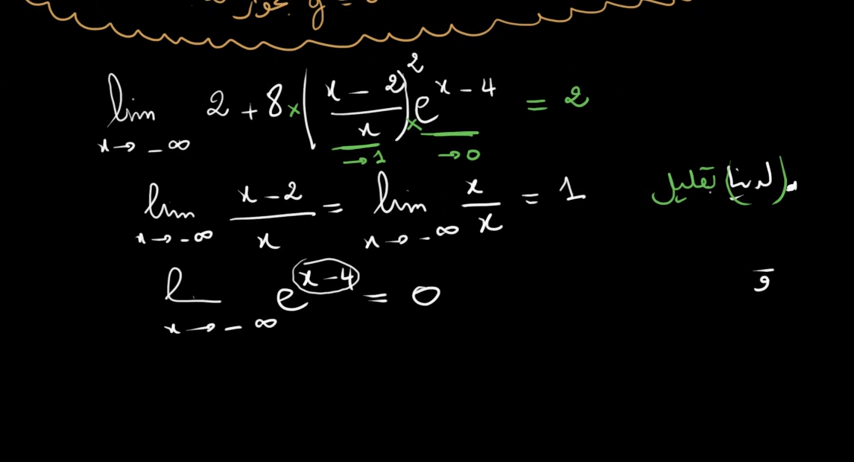 y =
lim x→-∞ 2 + 8 × ((x - 2)/x)² × e^(x-4) = 2
→1 →0
lim x→-∞ (x-2)/x = lim x→-∞ x/x = 1 (لدينا) تقليل
lim x→-∞ e^(x-4) = 0 و